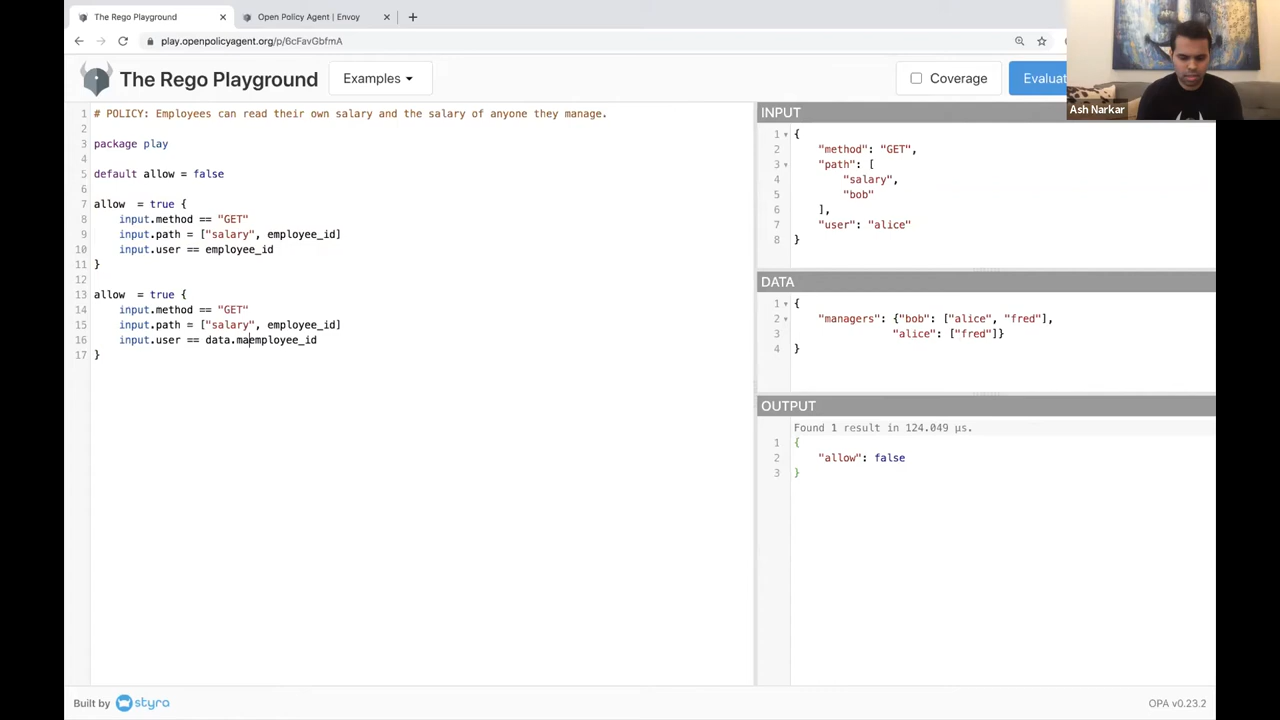 The Rego Playground
Open Policy Agent | Envoy
play.openpolicyagent.org/p/6cFavGbfmA
The Rego Playground
Examples
Coverage
Evaluat
Ash Narkar
1 # POLICY: Employees can read their own salary and the salary of anyone they manage.
2
3 package play
4
5 default allow = false
6
7 allow  = true {
8     input.method == "GET"
9     input.path = ["salary", employee_id]
10     input.user == employee_id
11 }
12
13 allow  = true {
14     input.method == "GET"
15     input.path = ["salary", employee_id]
16     input.user == data.maemployee_id
17 }
INPUT
1 {
2     "method": "GET",
3     "path": [
4         "salary",
5         "bob"
6     ],
7     "user": "alice"
8 }
DATA
1 {
2     "managers": {"bob": ["alice", "fred"],
3                 "alice": ["fred"]}
4 }
OUTPUT
Found 1 result in 124.049 µs.
1 {
2     "allow": false
3 }
Built by styra
OPA v0.23.2